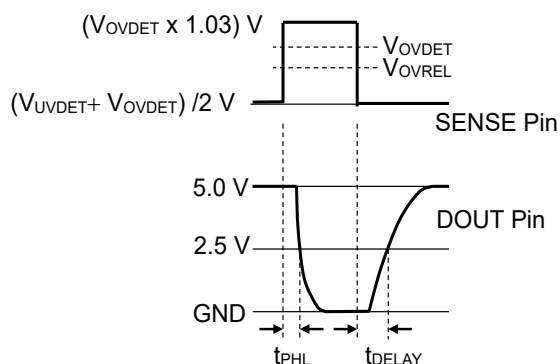 (VOVDET x 1.03) V
VOVDET
VOVREL
(VUVDET+ VOVDET) /2 V
SENSE Pin
5.0 V
DOUT Pin
2.5 V
GND
tPHL
tDELAY